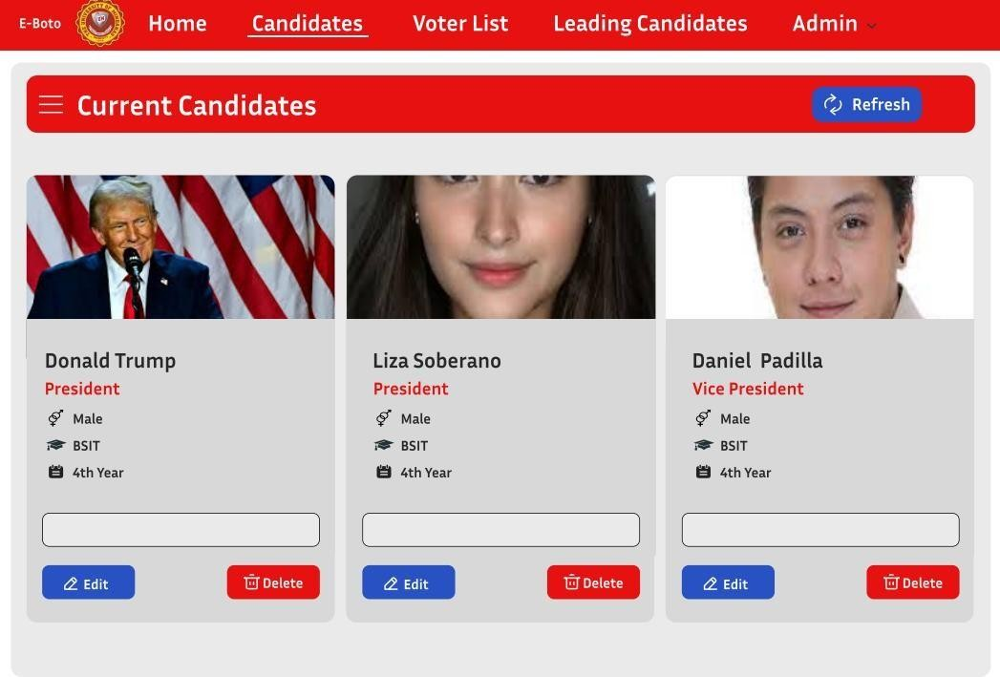 E-Boto
Home
Candidates
Voter List
Leading Candidates
Admin
Current Candidates
Refresh
Donald Trump
President
Male
BSIT
4th Year
Edit
Delete
Liza Soberano
President
Male
BSIT
4th Year
Edit
Delete
Daniel Padilla
Vice President
Male
BSIT
4th Year
Edit
Delete